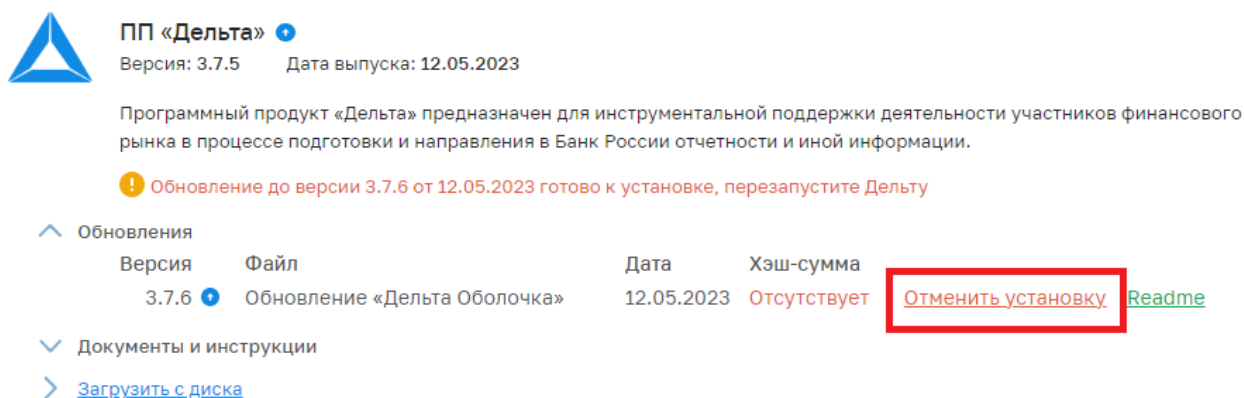 ПП «Дельта»
Версия: 3.7.5 Дата выпуска: 12.05.2023
Программный продукт «Дельта» предназначен для инструментальной поддержки деятельности участников финансового
рынка в процессе подготовки и направления в Банк России отчетности и иной информации.
Обновление до версии 3.7.6 от 12.05.2023 готово к установке, перезапустите Дельту
Обновления
Версия Файл Дата Хэш-сумма
3.7.6 Обновление «Дельта Оболочка» 12.05.2023 Отсутствует Отменить установку Readme
Документы и инструкции
Загрузить с диска